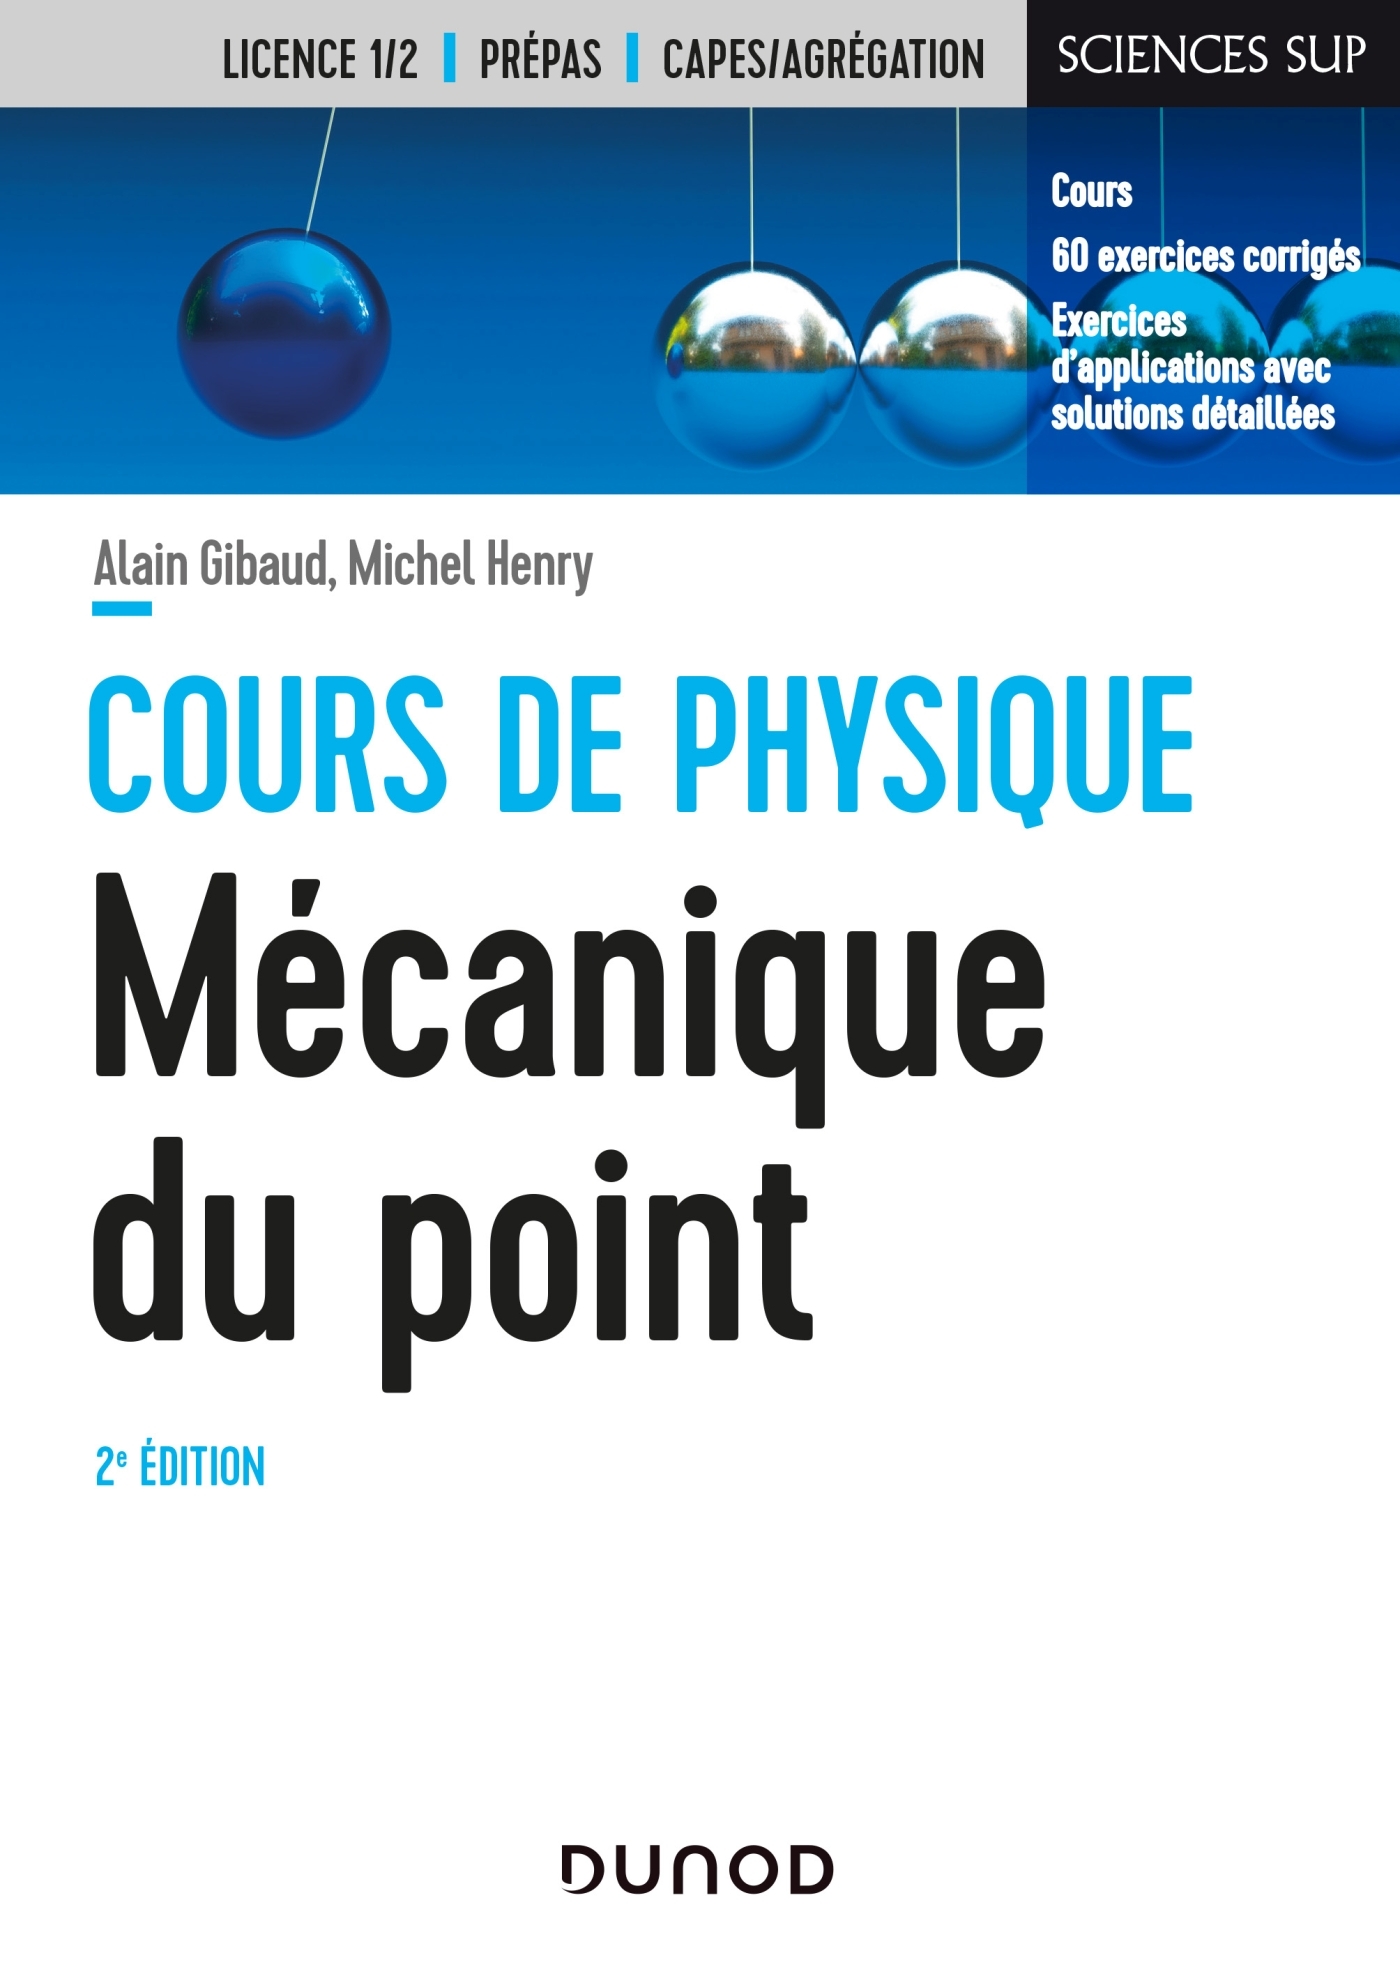 LICENCE 1/2 PRÉPAS CAPES/AGRÉGATION
SCIENCES SUP
Cours
60 exercices corrigés
Exercices
d'applications avec
solutions détaillées
Alain Gibaud, Michel Henry
COURS DE PHYSIQUE
Mécanique
du point
2e ÉDITION
DUNOD